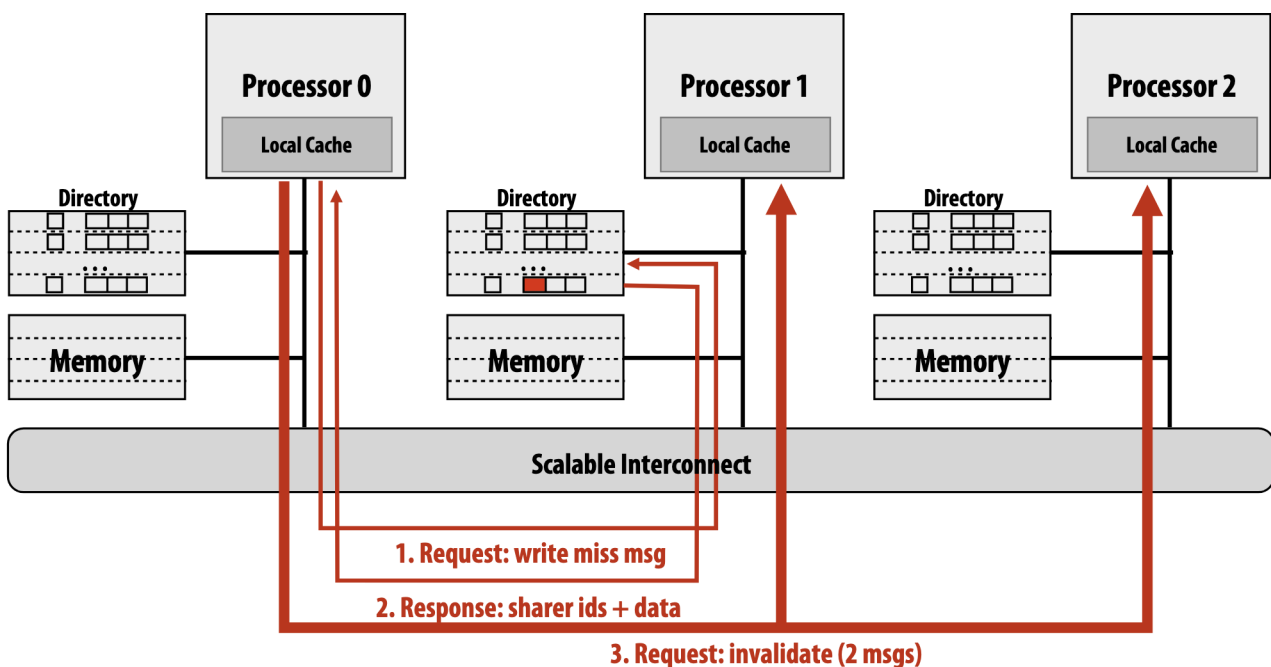 Processor 0
Processor 1
Processor 2
Local Cache
Local Cache
Local Cache
Directory
Directory
Directory
...
...
...
Memory
Memory
Memory
Scalable Interconnect
1. Request: write miss msg
2. Response: sharer ids + data
3. Request: invalidate (2 msgs)